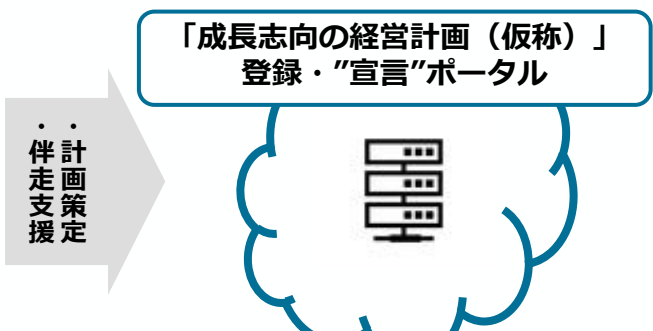 「成長志向の経営計画（仮称）」
登録・”宣言”ポータル
・計画策定
・伴走支援